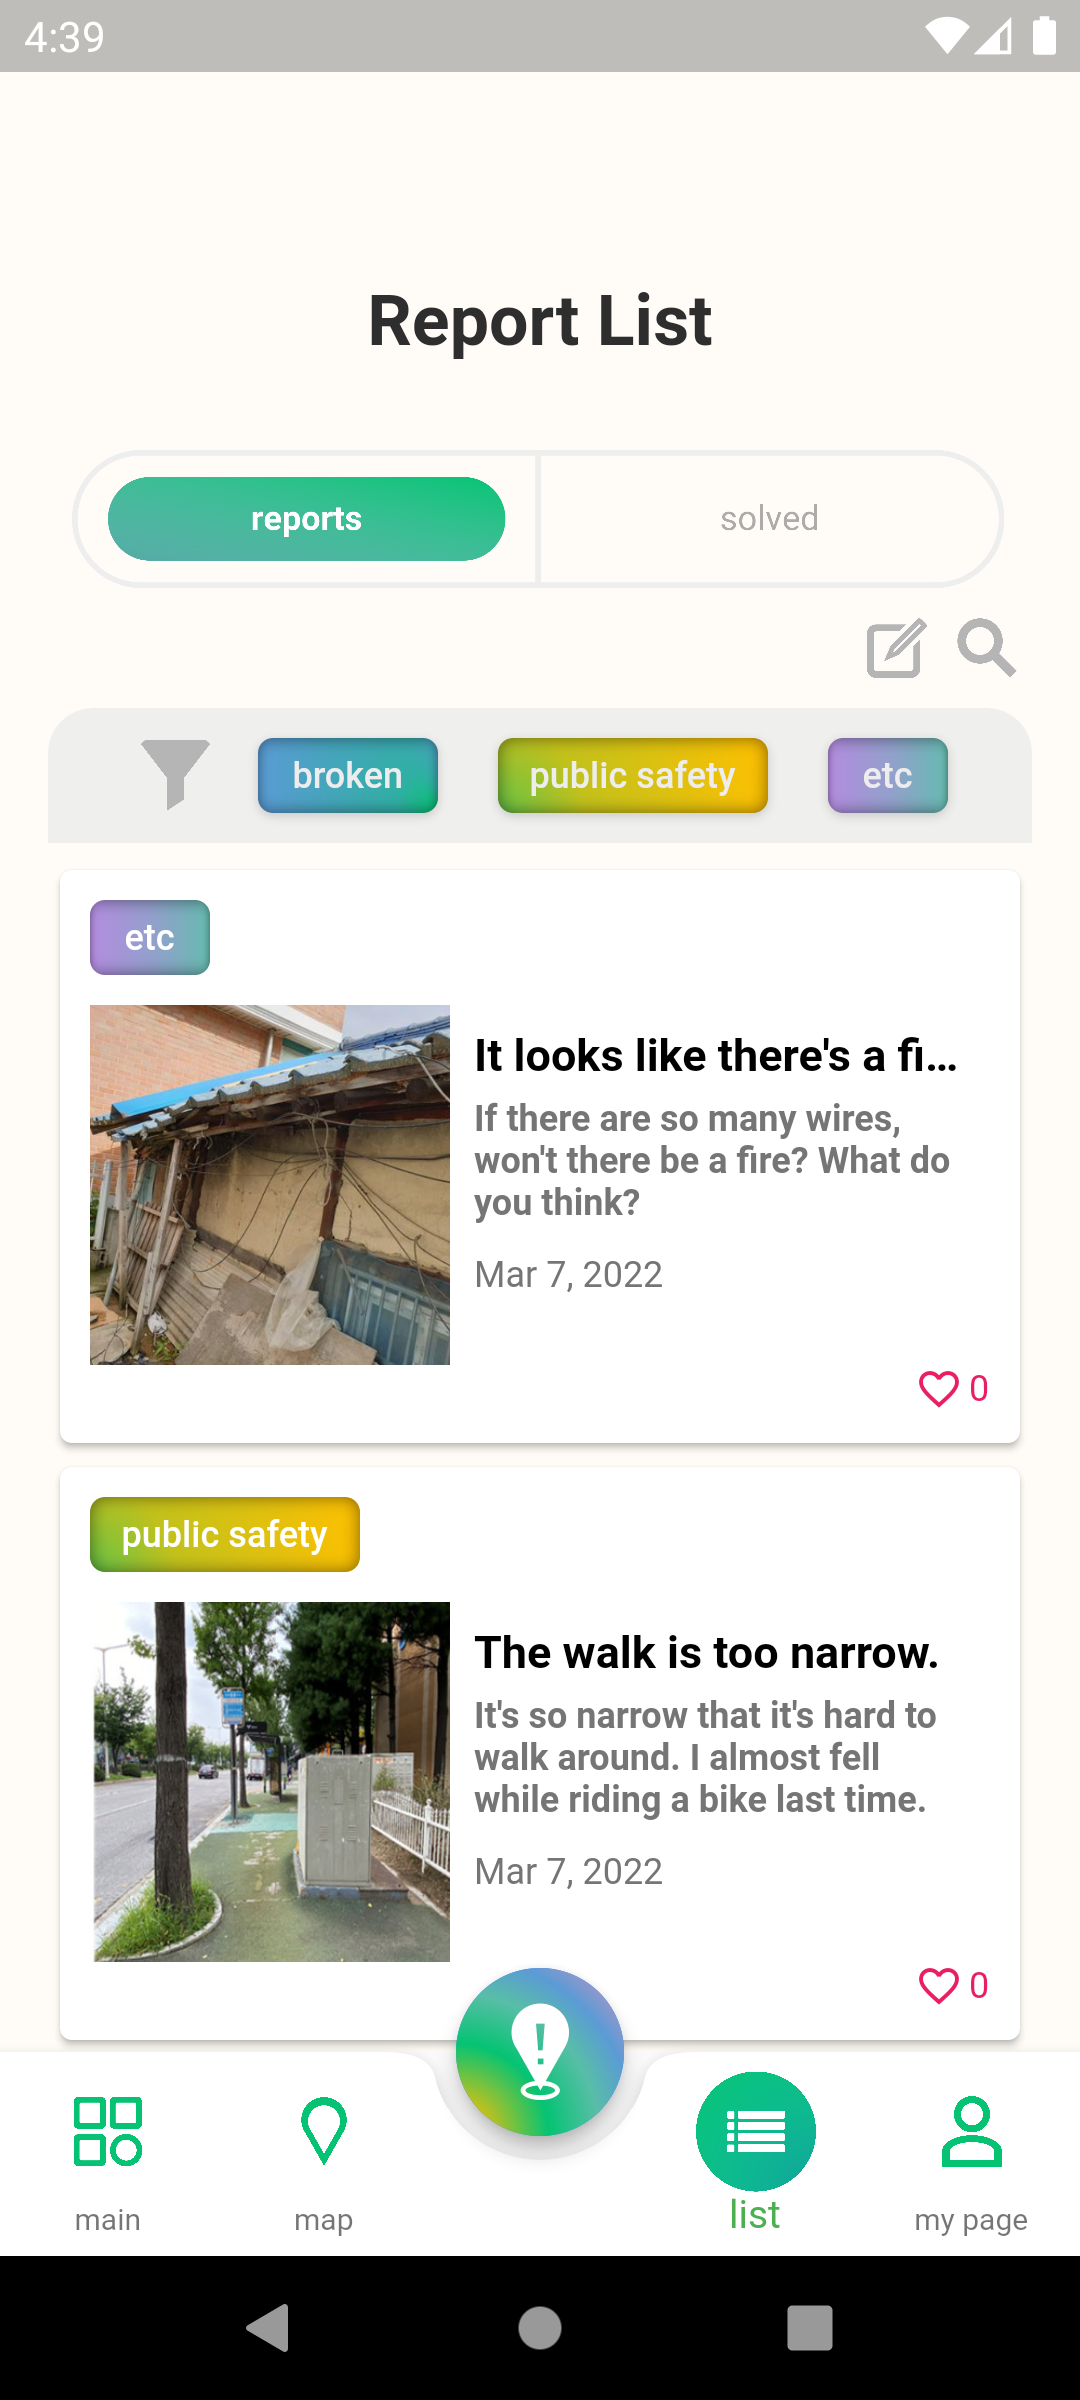 4:39
Report List
reports
solved
broken
public safety
etc
etc
It looks like there's a fi...
If there are so many wires,
won't there be a fire? What do
you think?
Mar 7, 2022
0
public safety
The walk is too narrow.
It's so narrow that it's hard to
walk around. I almost fell
while riding a bike last time.
Mar 7, 2022
0
main
map
list
my page